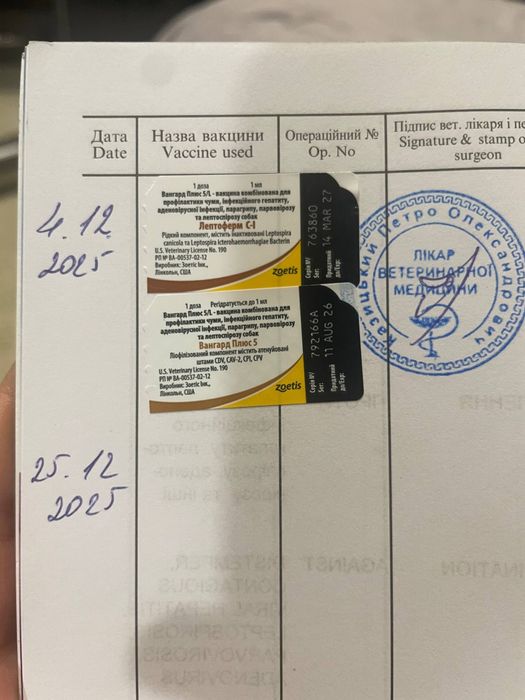 Дата
Date
Назва вакцини
Vaccine used
Операційний №
Op. No
Підпис вет. лікаря і
Signature & stamp o
surgeon
4.12.
2025
1 доза 1 мл
Вангард Плюс 5/L - вакцина комбінована для
профілактики чуми, інфекційного гепатиту,
аденовірусної інфекції, парагрипу, парвовірозу
та лептоспірозу собак
Лептоферм C-I
Рідкий компонент, містить інактивовані Leptospira
canicola та Leptospira icterohaemorrhagiae Bacterin
U.S. Veterinary License No. 190
РП № ВА-00537-02-12
Виробник: Зоетіс Інк.,
Лінкольн, США
zoetis
Серія №/
Ser:
763860
Придатний
до/Exp:
14 MAR 27
1 доза Регідратується до 1 мл
Вангард Плюс 5/L - вакцина комбінована для
профілактики чуми, інфекційного гепатиту,
аденовірусної інфекції, парагрипу, парвовірозу
та лептоспірозу собак
Вангард Плюс 5
Ліофілізований компонент містить атенуйовані
штами CDV, CAV-2, CPI, CPV
U.S. Veterinary License No. 190
РП № ВА-00537-02-12
Виробник: Зоетіс Інк.,
Лінкольн, США
zoetis
Серія №/
Ser:
792166A
Придатний
до/Exp:
11 AUG 26
Казицький Петро Олександрович
ЛІКАР
ВЕТЕРИНАРНОЇ
МЕДИЦИНИ
25.12
2025